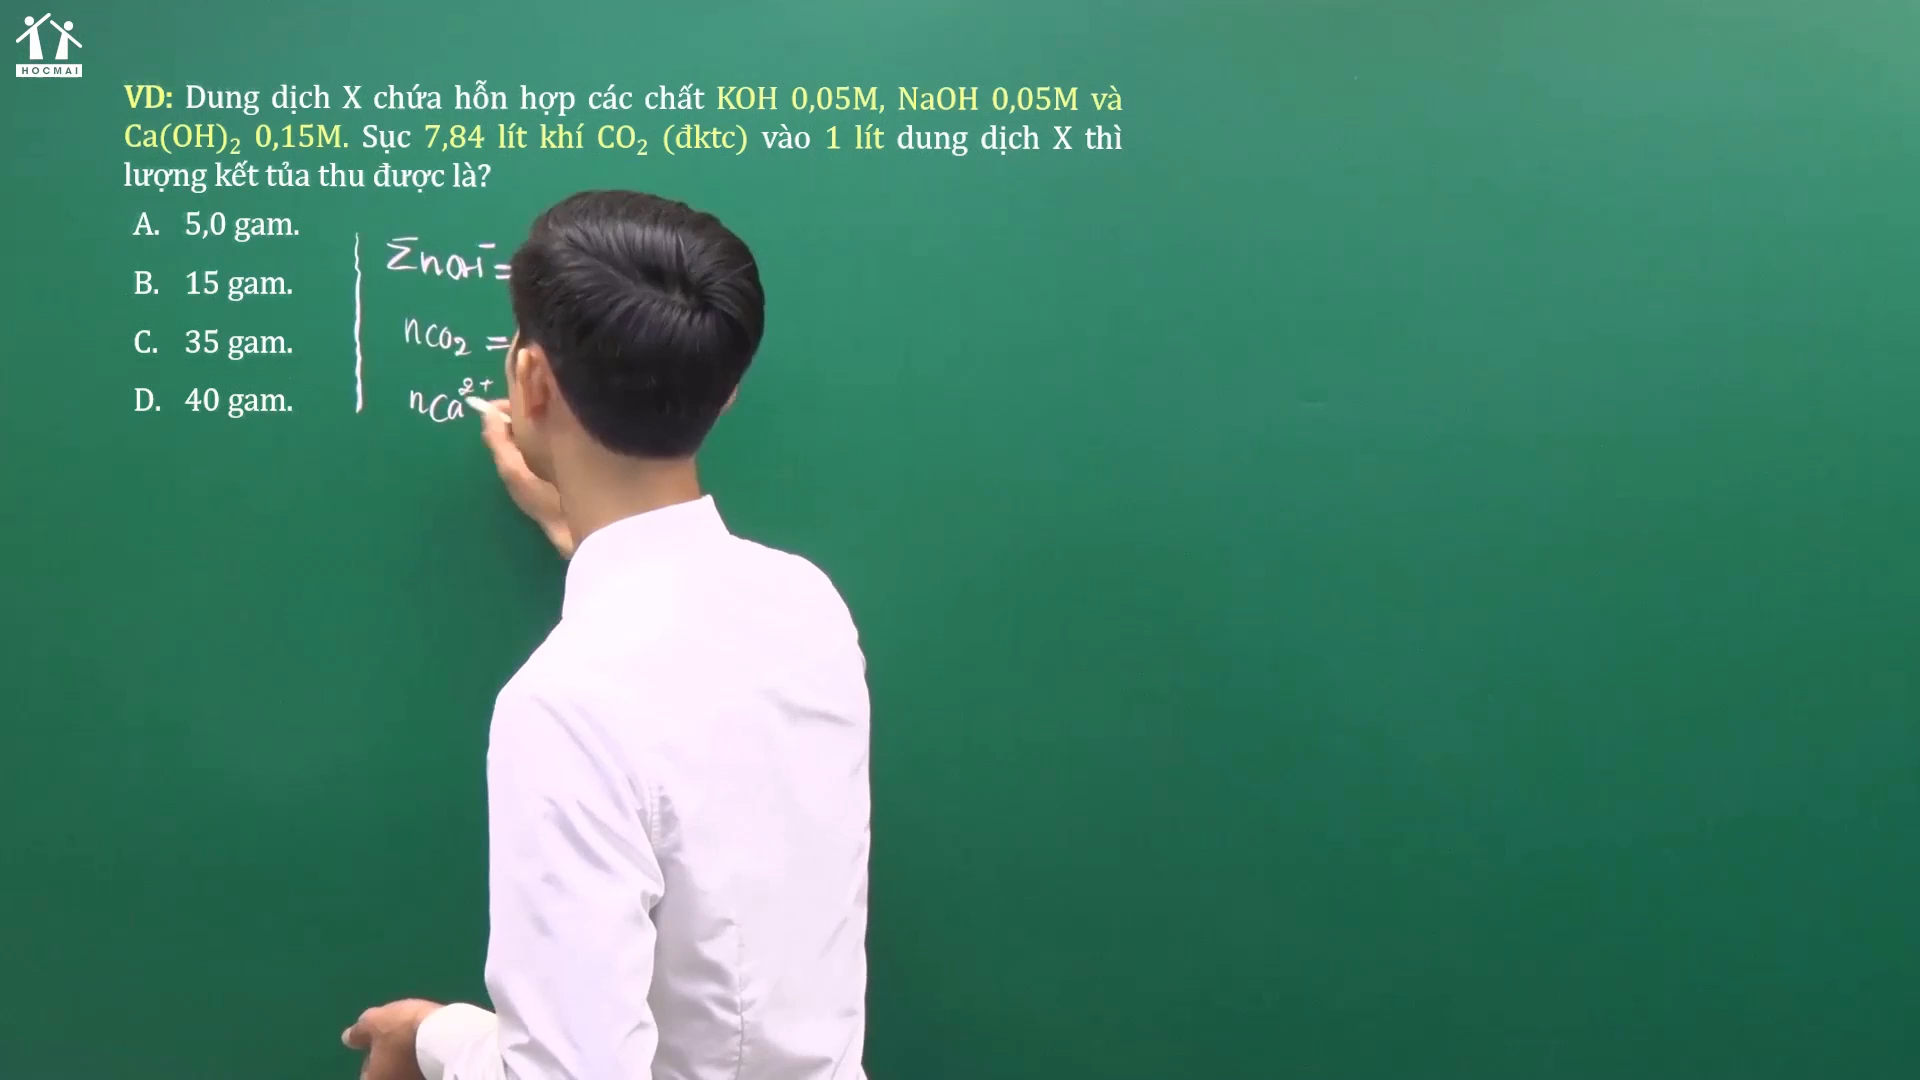 HOCMAI
VD: Dung dịch X chứa hỗn hợp các chất KOH 0,05M, NaOH 0,05M và
Ca(OH)₂ 0,15M. Sục 7,84 lít khí CO₂ (đktc) vào 1 lít dung dịch X thì
lượng kết tủa thu được là?
A. 5,0 gam.
B. 15 gam.
C. 35 gam.
D. 40 gam.
ΣnOH⁻ =
nCO₂ =
nCa²⁺